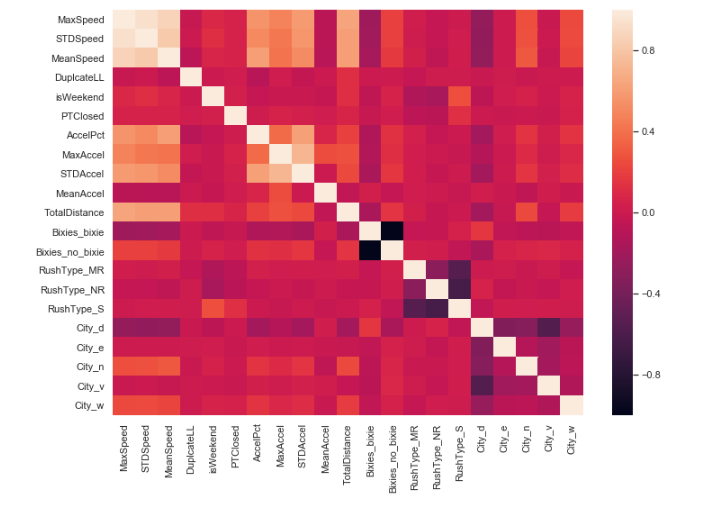 MaxSpeed
STDSpeed
MeanSpeed
DuplcateLL
isWeekend
PTClosed
AccelPct
MaxAccel
STDAccel
MeanAccel
TotalDistance
Bixies_bixie
Bixies_no_bixie
RushType_MR
RushType_NR
RushType_S
City_d
City_e
City_n
City_v
City_w
MaxSpeed
STDSpeed
MeanSpeed
DuplcateLL
isWeekend
PTClosed
AccelPct
MaxAccel
STDAccel
MeanAccel
TotalDistance
Bixies_bixie
Bixies_no_bixie
RushType_MR
RushType_NR
RushType_S
City_d
City_e
City_n
City_v
City_w
0.8
0.4
0.0
−0.4
−0.8